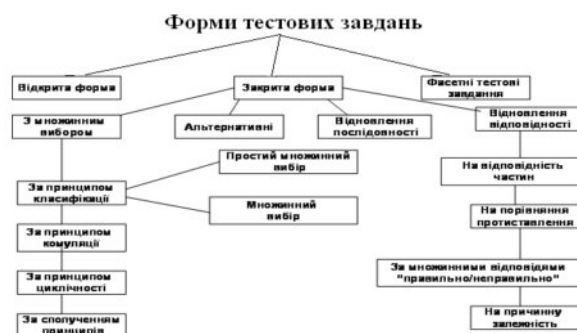 Форми тестових завдань
Відкрита форма
Закрита форма
Фасетні тестові
завдання
З множинним
вибором
Альтернативні
Відновлення
послідовності
Відновлення
відповідності
Простий множинний
вибір
На відповідність
частин
За принципом
класифікації
Множинний
вибір
На порівняння
протиставлення
За принципом
комуляції
За принципом
циклічності
За множинними відповідями
"правильно/неправильно"
За сполученням
принципів
На причинну
залежність